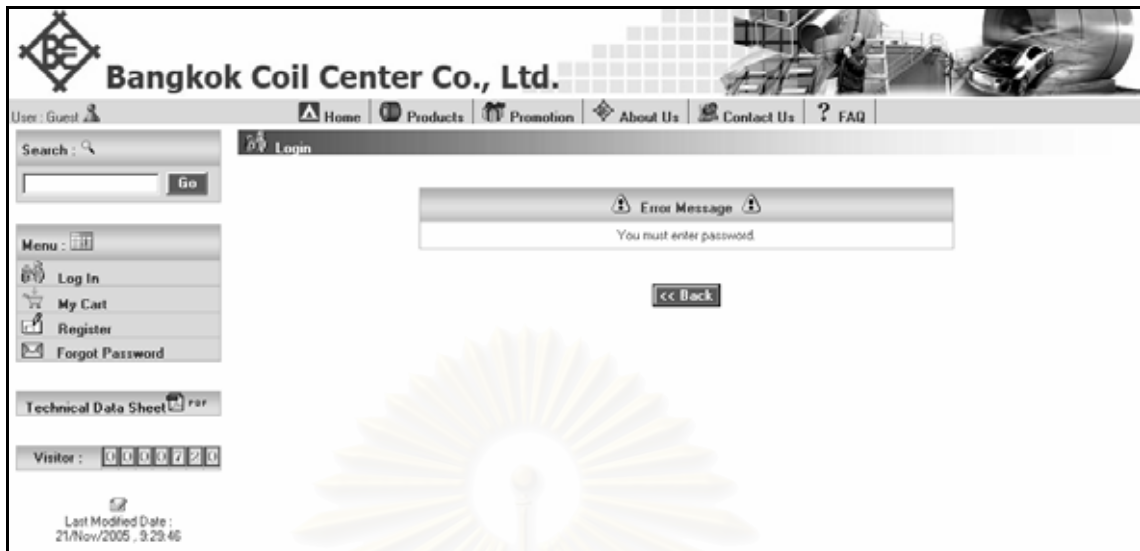 BCE
Bangkok Coil Center Co., Ltd.
User : Guest
Home Products Promotion About Us Contact Us ? FAQ
Search :
Go
Login
Error Message
You must enter password.
Menu :
Log In
My Cart
Register
Forgot Password
<< Back
Technical Data Sheet PDF
Visitor : 0000720
Last Modified Date :
21/Nov/2005 , 9:29:46